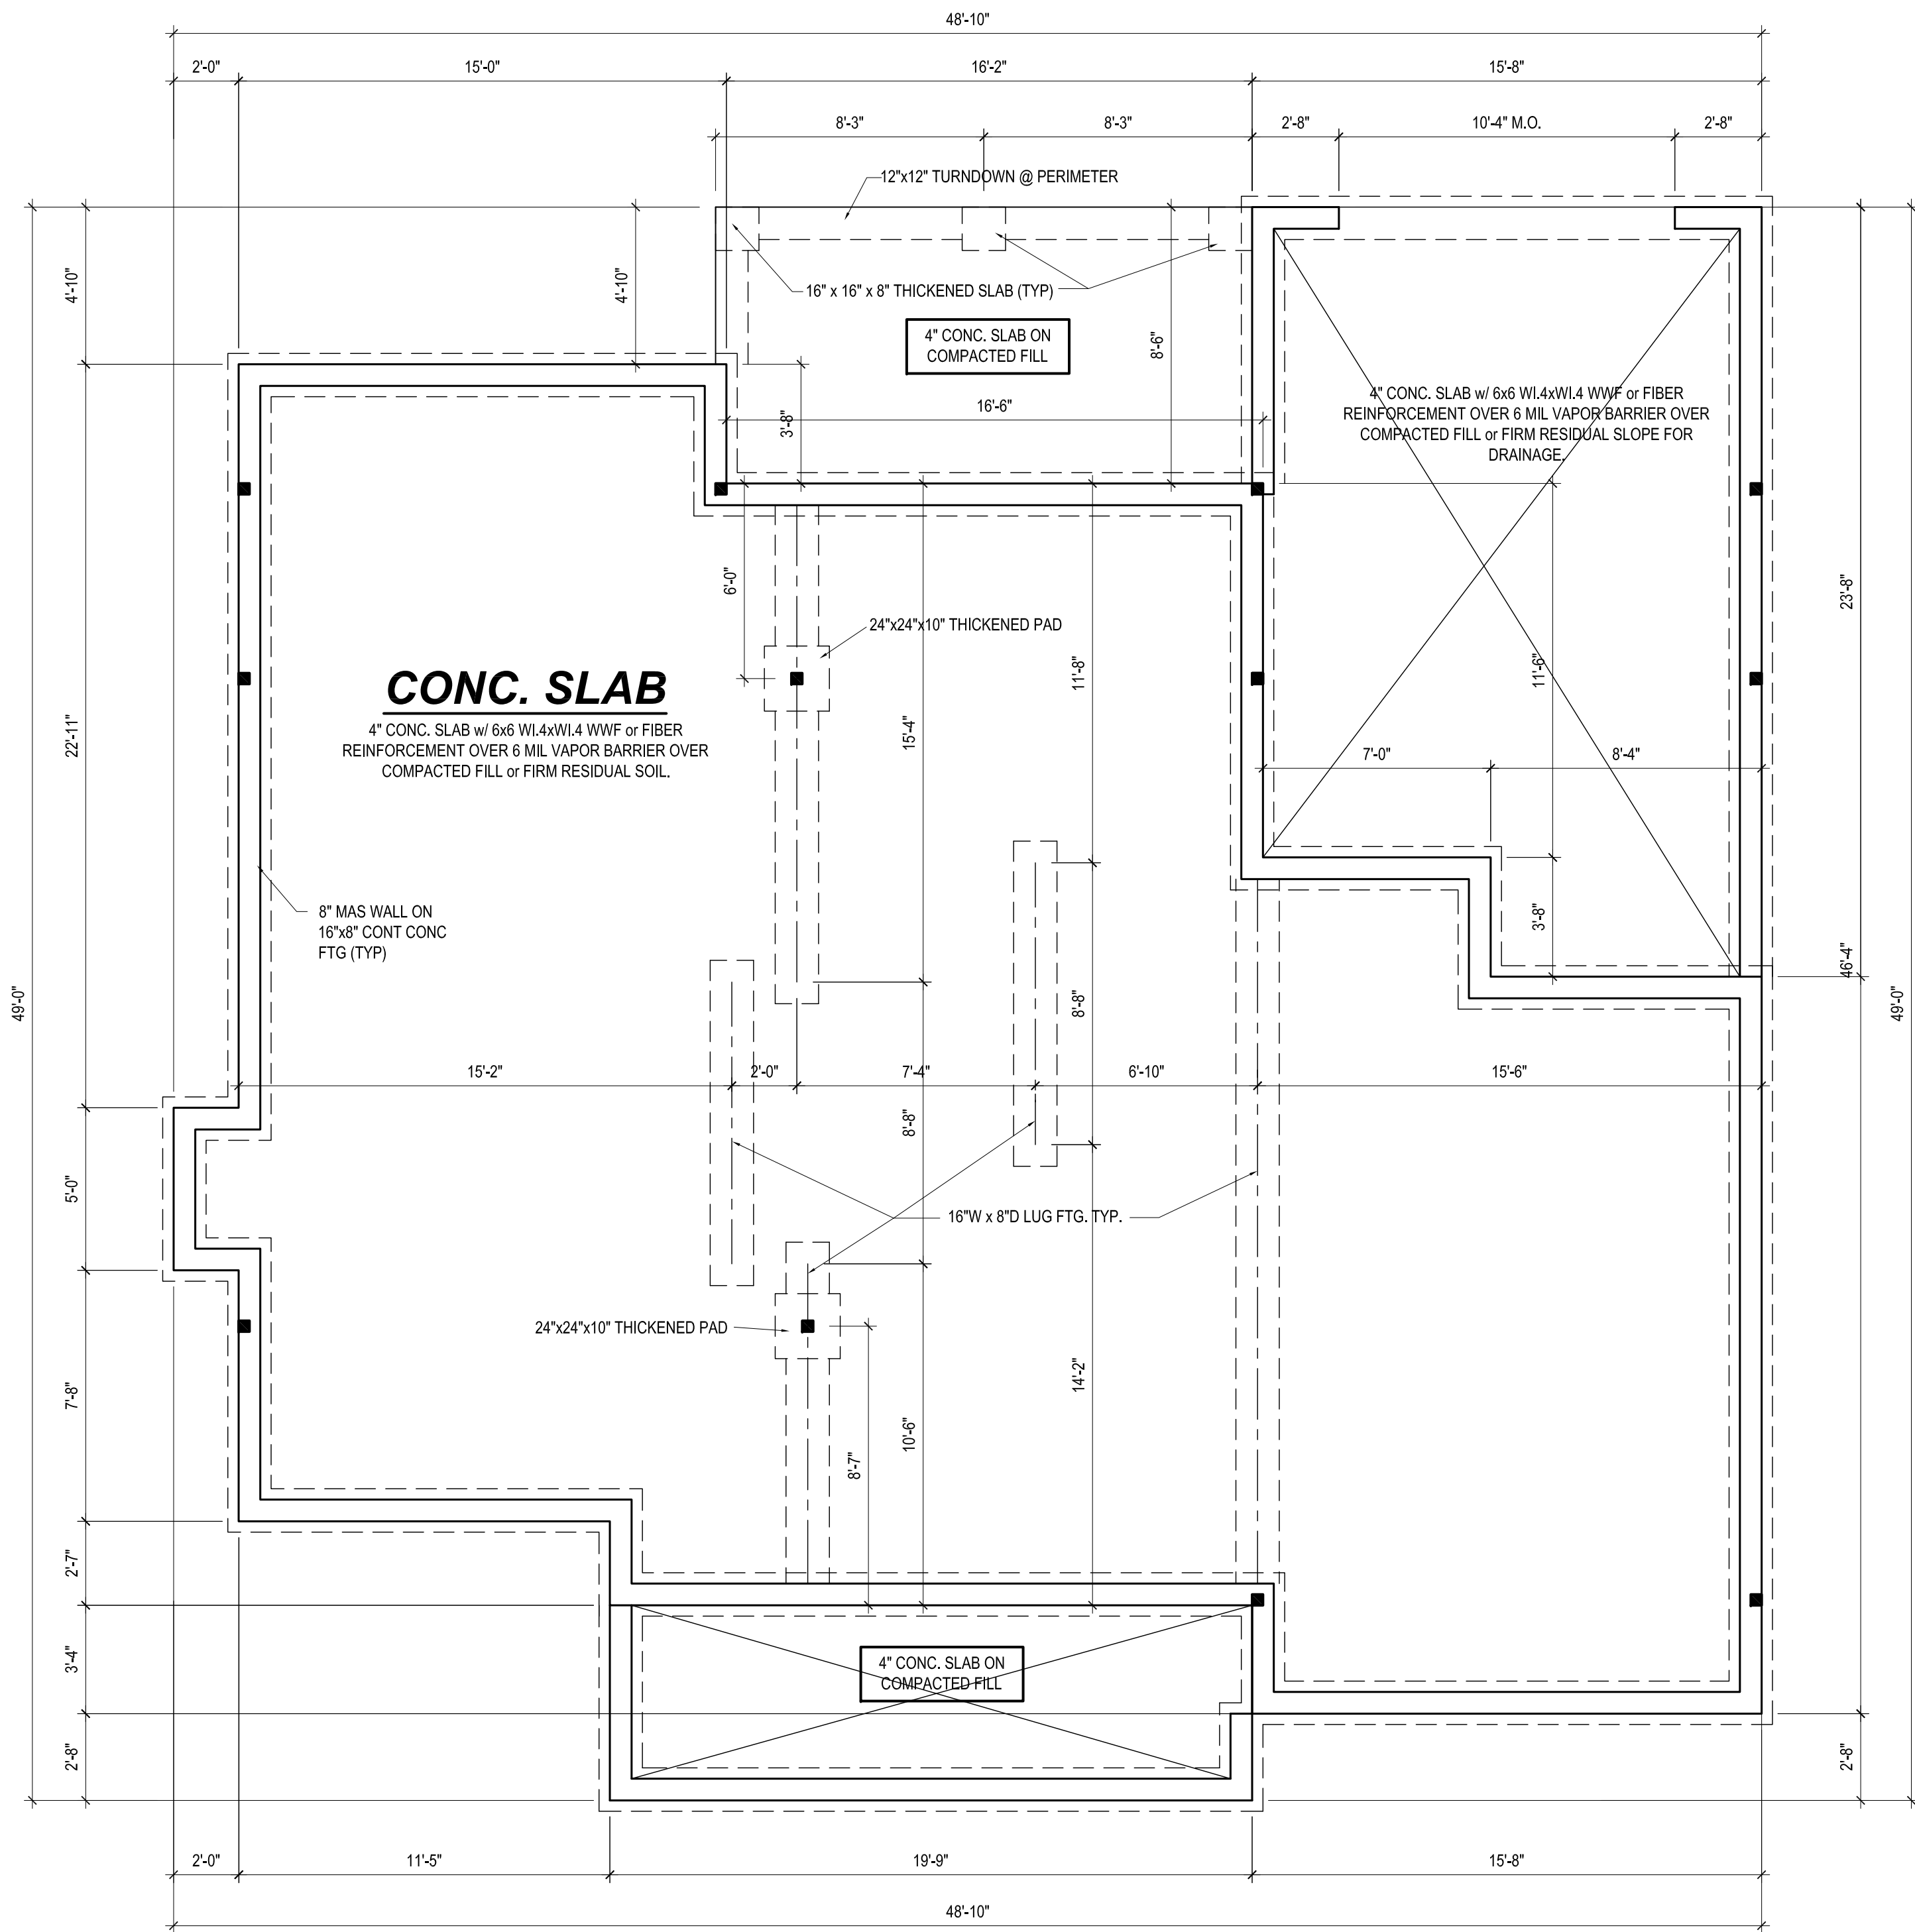 48'-10"
2'-0" 15'-0" 16'-2" 15'-8"
8'-3" 8'-3" 2'-8" 10'-4" M.O. 2'-8"
12"x12" TURNDOWN @ PERIMETER
4'-10"
4'-10"
16" x 16" x 8" THICKENED SLAB (TYP)
4" CONC. SLAB ON
COMPACTED FILL
8'-6"
3'-8"
16'-6"
4" CONC. SLAB w/ 6x6 WI.4xWI.4 WWF or FIBER
REINFORCEMENT OVER 6 MIL VAPOR BARRIER OVER
COMPACTED FILL or FIRM RESIDUAL SLOPE FOR
DRAINAGE.
6'-0"
23'-8"
24"x24"x10" THICKENED PAD
11'-8"
11'-6"
CONC. SLAB
4" CONC. SLAB w/ 6x6 WI.4xWI.4 WWF or FIBER
REINFORCEMENT OVER 6 MIL VAPOR BARRIER OVER
COMPACTED FILL or FIRM RESIDUAL SOIL.
22'-11"
15'-4"
7'-0" 8'-4"
8" MAS WALL ON
16"x8" CONT CONC
FTG (TYP)
3'-8"
46'-4"
49'-0"
8'-8"
49'-0"
15'-2" 2'-0" 7'-4" 6'-10" 15'-6"
8'-8"
5'-0"
16"W x 8"D LUG FTG. TYP.
24"x24"x10" THICKENED PAD
7'-8"
14'-2"
10'-6"
8'-7"
2'-7"
3'-4"
4" CONC. SLAB ON
COMPACTED FILL
2'-8"
2'-8"
2'-0" 11'-5" 19'-9" 15'-8"
48'-10"